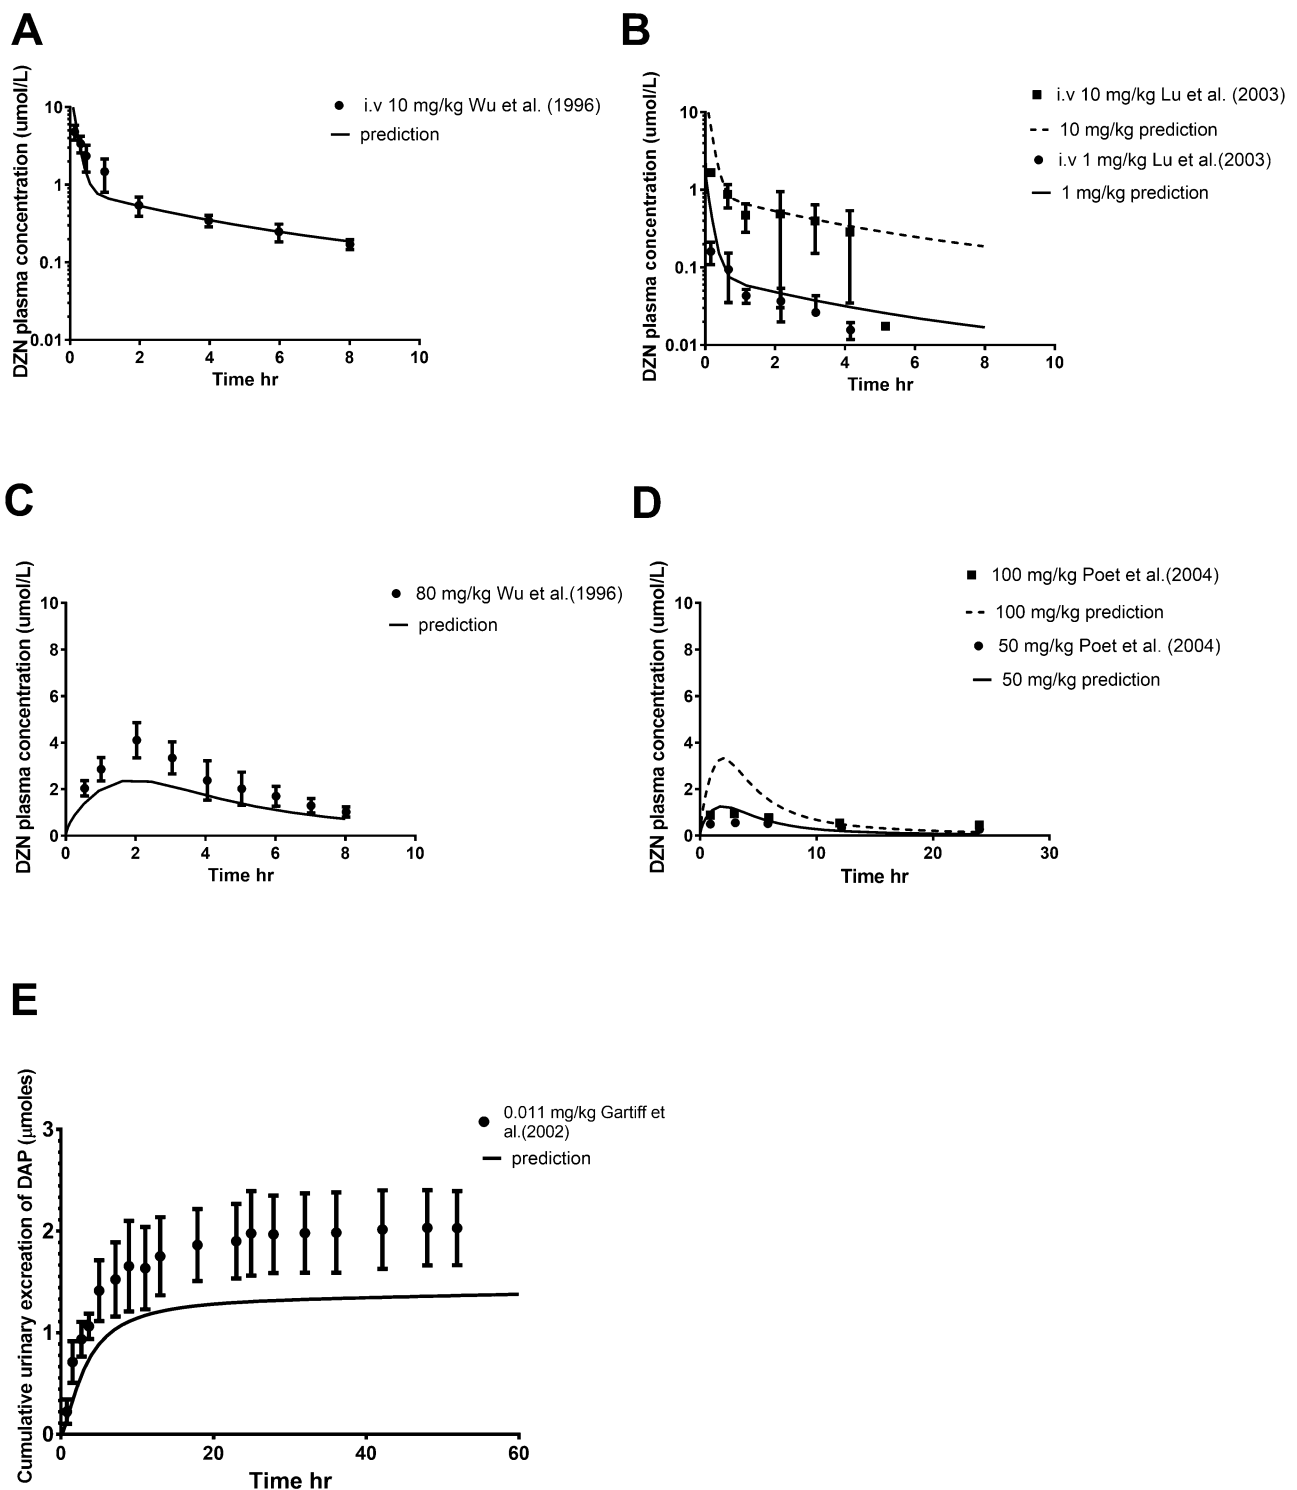 A
DZN plasma concentration (umol/L)
10
1
0.1
0.01
0
2
4
6
8
10
Time hr
i.v 10 mg/kg Wu et al. (1996)
prediction
B
DZN plasma concentration (umol/L)
10
1
0.1
0.01
0
2
4
6
8
10
Time hr
i.v 10 mg/kg Lu et al. (2003)
10 mg/kg prediction
i.v 1 mg/kg Lu et al.(2003)
1 mg/kg prediction
C
DZN plasma concentration (umol/L)
10
8
6
4
2
0
0
2
4
6
8
10
Time hr
80 mg/kg Wu et al.(1996)
prediction
D
DZN plasma concentration (umol/L)
10
8
6
4
2
0
0
10
20
30
Time hr
100 mg/kg Poet et al.(2004)
100 mg/kg prediction
50 mg/kg Poet et al. (2004)
50 mg/kg prediction
E
Cumulative urinary excreation of DAP (μmoles)
3
2
1
0
0
20
40
60
Time hr
0.011 mg/kg Gartiff et
al.(2002)
prediction